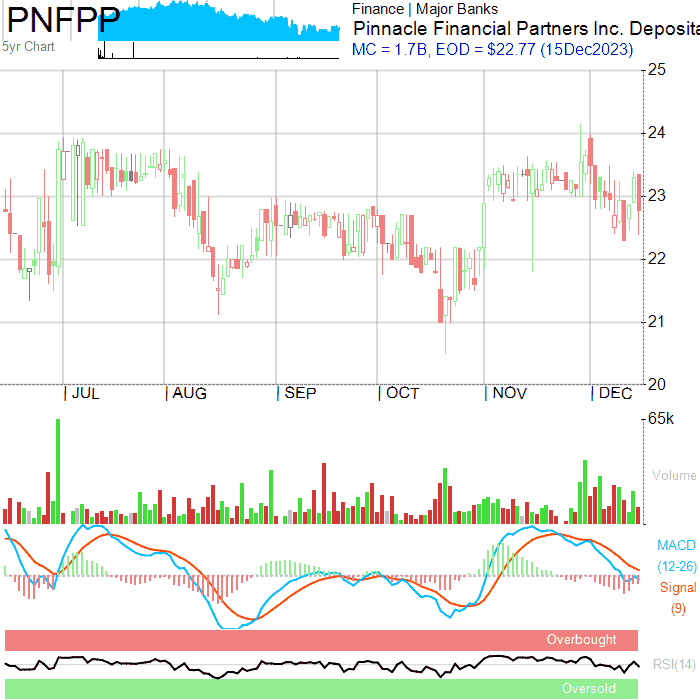 PNFPP
5yr Chart
Finance | Major Banks
Pinnacle Financial Partners Inc. Deposita
MC = 1.7B, EOD = $22.77 (15Dec2023)
25
24
23
22
21
20
JUL AUG SEP OCT NOV DEC
65k
Volume
MACD
(12-26)
Signal
(9)
Overbought
RSI(14)
Oversold